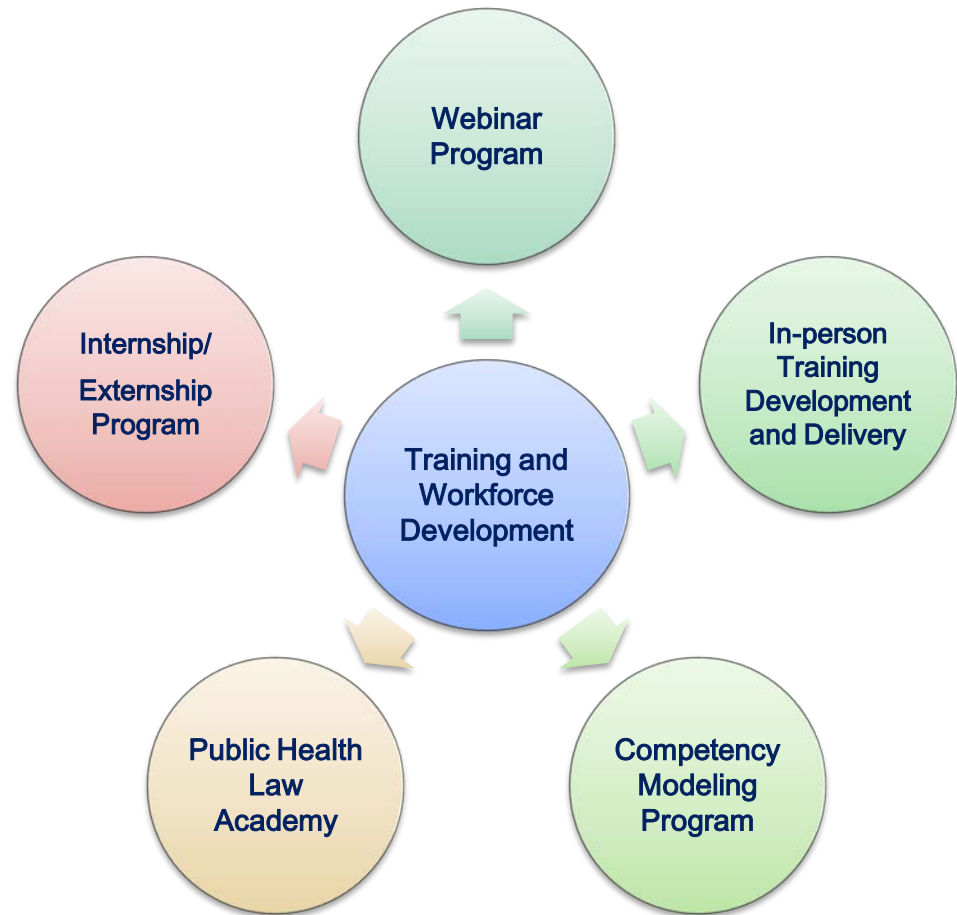 Webinar
Program
Internship/
Externship
Program
In-person
Training
Development
and Delivery
Training and
Workforce
Development
Public Health
Law
Academy
Competency
Modeling
Program